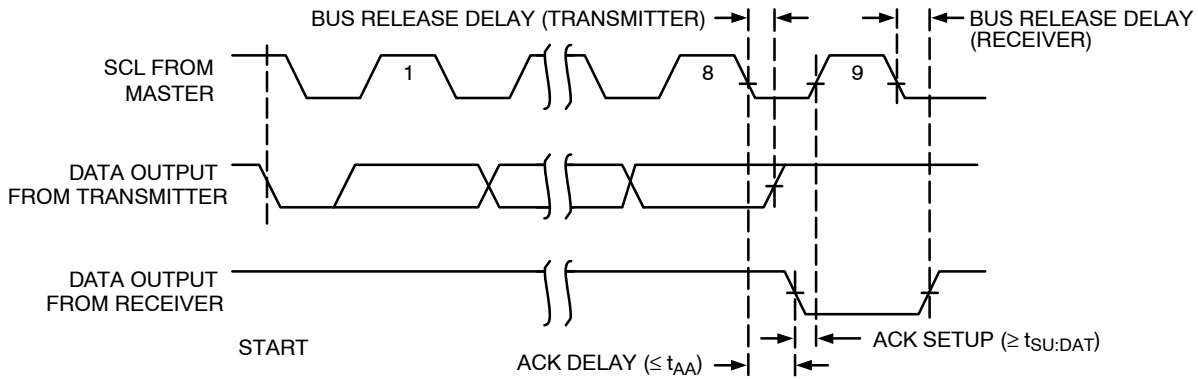 BUS RELEASE DELAY (TRANSMITTER)
BUS RELEASE DELAY
(RECEIVER)
SCL FROM
MASTER
1
8
9
DATA OUTPUT
FROM TRANSMITTER
DATA OUTPUT
FROM RECEIVER
START
ACK SETUP (≥ tSU:DAT)
ACK DELAY (≤ tAA)